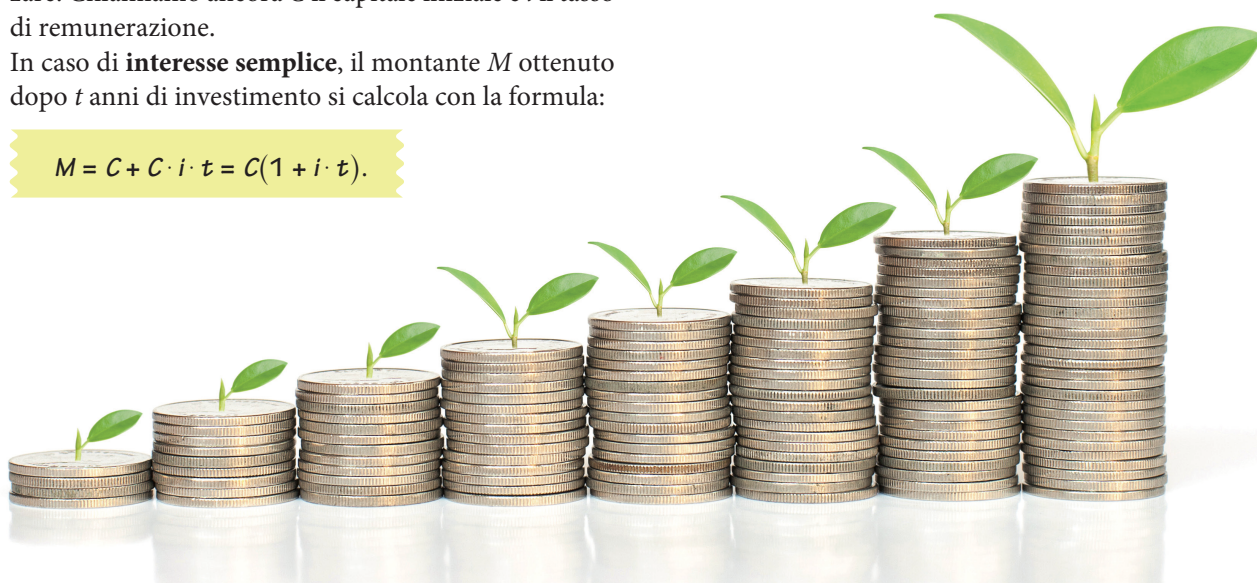 di remunerazione.
In caso di interesse semplice, il montante M ottenuto
dopo t anni di investimento si calcola con la formula:
M = C + C · i · t = C(1 + i · t).